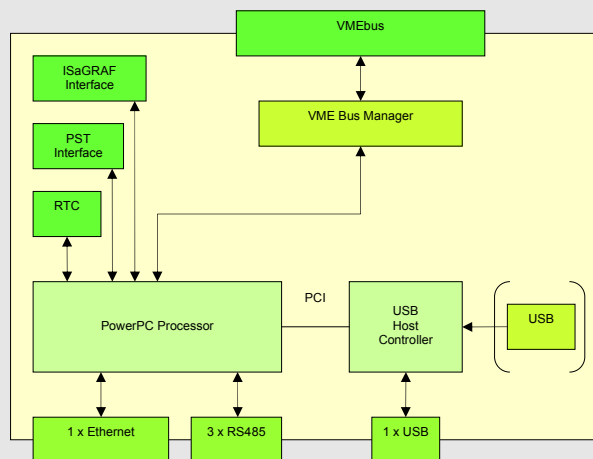 VMEbus
ISaGRAF
Interface
VME Bus Manager
PST
Interface
RTC
PowerPC Processor
PCI
USB
Host
Controller
USB
1 x Ethernet
3 x RS485
1 x USB